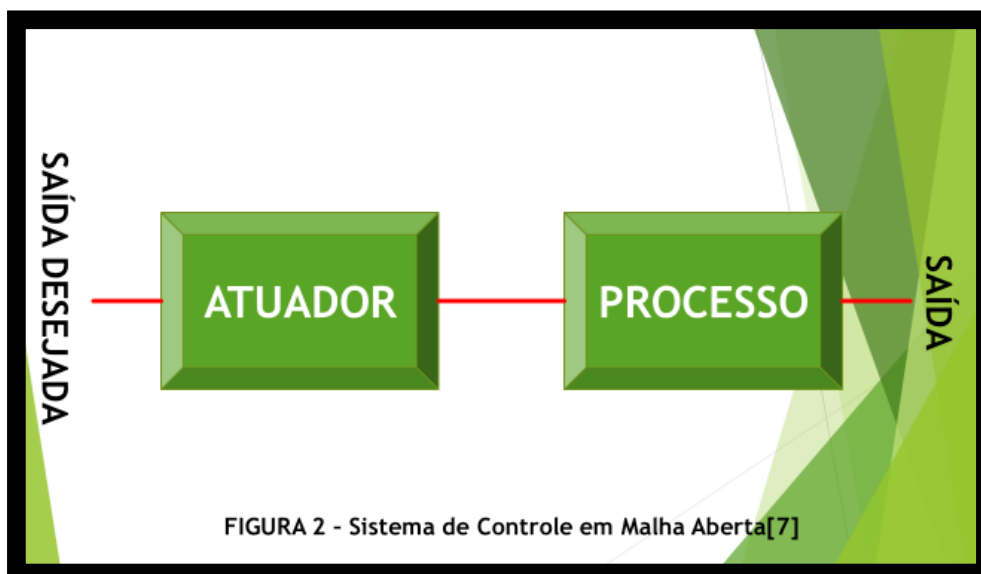 SAÍDA DESEJADA
ATUADOR
PROCESSO
SAÍDA
FIGURA 2 - Sistema de Controle em Malha Aberta[7]